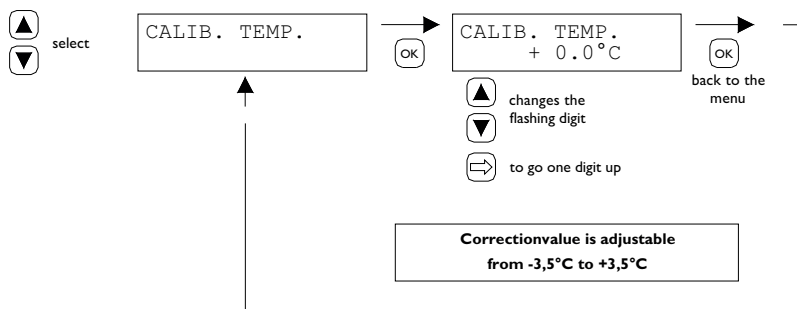 select
CALIB. TEMP.
OK
CALIB. TEMP.
+ 0.0°C
OK
back to the
menu
changes the
flashing digit
to go one digit up
Correctionvalue is adjustable
from -3,5°C to +3,5°C